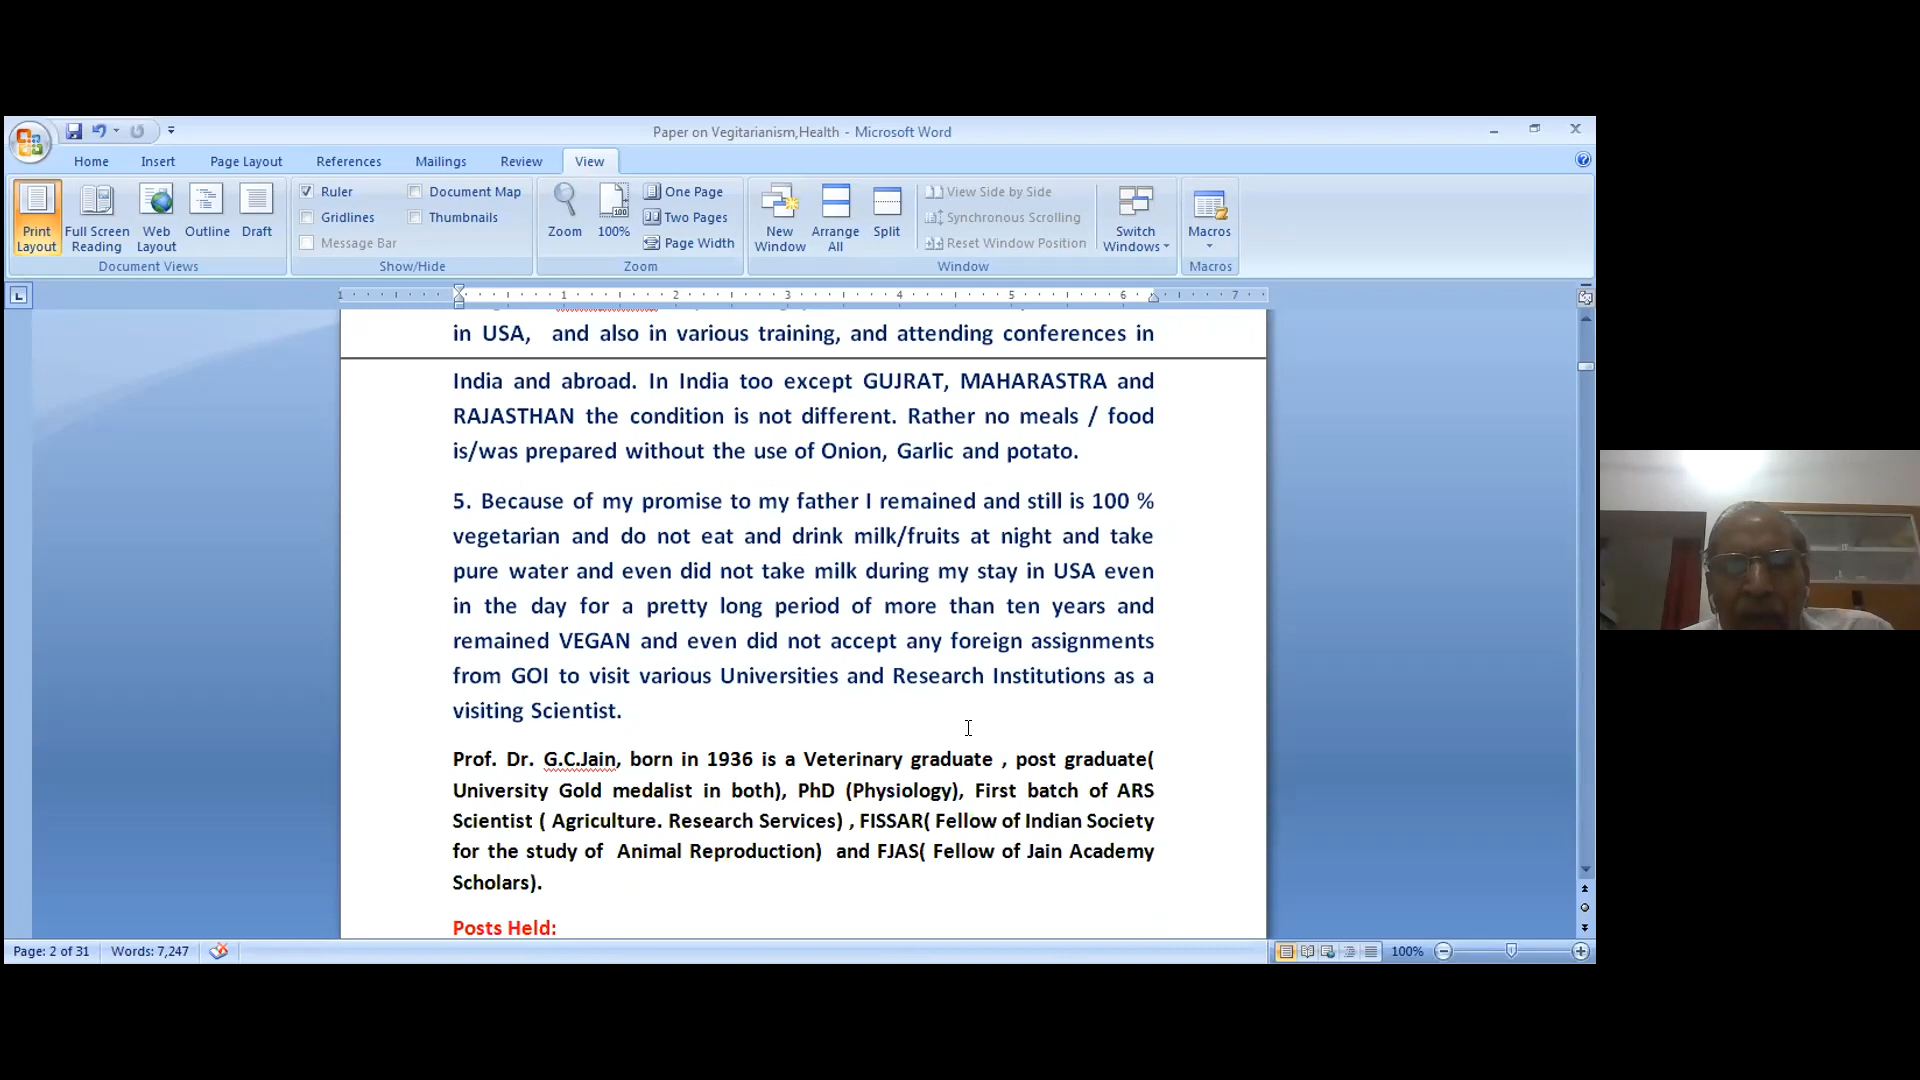 Paper on Vegitarianism,Health - Microsoft Word
Home Insert Page Layout References Mailings Review View
Print Layout
Full Screen Reading
Web Layout
Outline
Draft
Document Views
Ruler
Gridlines
Message Bar
Document Map
Thumbnails
Show/Hide
Zoom
100%
One Page
Two Pages
Page Width
Zoom
New Window
Arrange All
Split
View Side by Side
Synchronous Scrolling
Reset Window Position
Window
Switch Windows
Macros
Macros
1 1 2 3 4 5 6 7
in USA, and also in various training, and attending conferences in
India and abroad. In India too except GUJRAT, MAHARASTRA and
RAJASTHAN the condition is not different. Rather no meals / food
is/was prepared without the use of Onion, Garlic and potato.
5. Because of my promise to my father I remained and still is 100 %
vegetarian and do not eat and drink milk/fruits at night and take
pure water and even did not take milk during my stay in USA even
in the day for a pretty long period of more than ten years and
remained VEGAN and even did not accept any foreign assignments
from GOI to visit various Universities and Research Institutions as a
visiting Scientist.
Prof. Dr. G.C.Jain, born in 1936 is a Veterinary graduate , post graduate(
University Gold medalist in both), PhD (Physiology), First batch of ARS
Scientist ( Agriculture. Research Services) , FISSAR( Fellow of Indian Society
for the study of Animal Reproduction) and FJAS( Fellow of Jain Academy
Scholars).
Posts Held:
Page: 2 of 31 Words: 7,247 100%